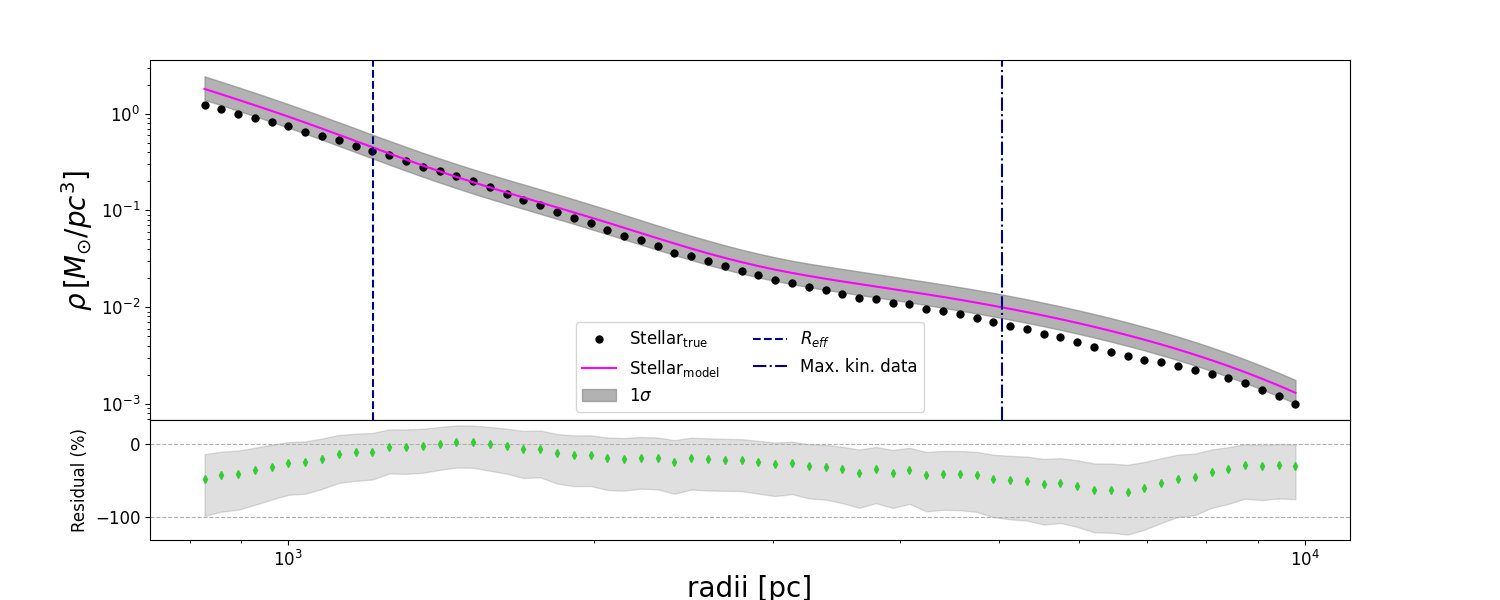 10⁰
10⁻¹
10⁻²
10⁻³
ρ [M⊙/pc³]
Stellar_true
Stellar_model
1σ
R_eff
Max. kin. data
0
−100
Residual (%)
10³
10⁴
radii [pc]